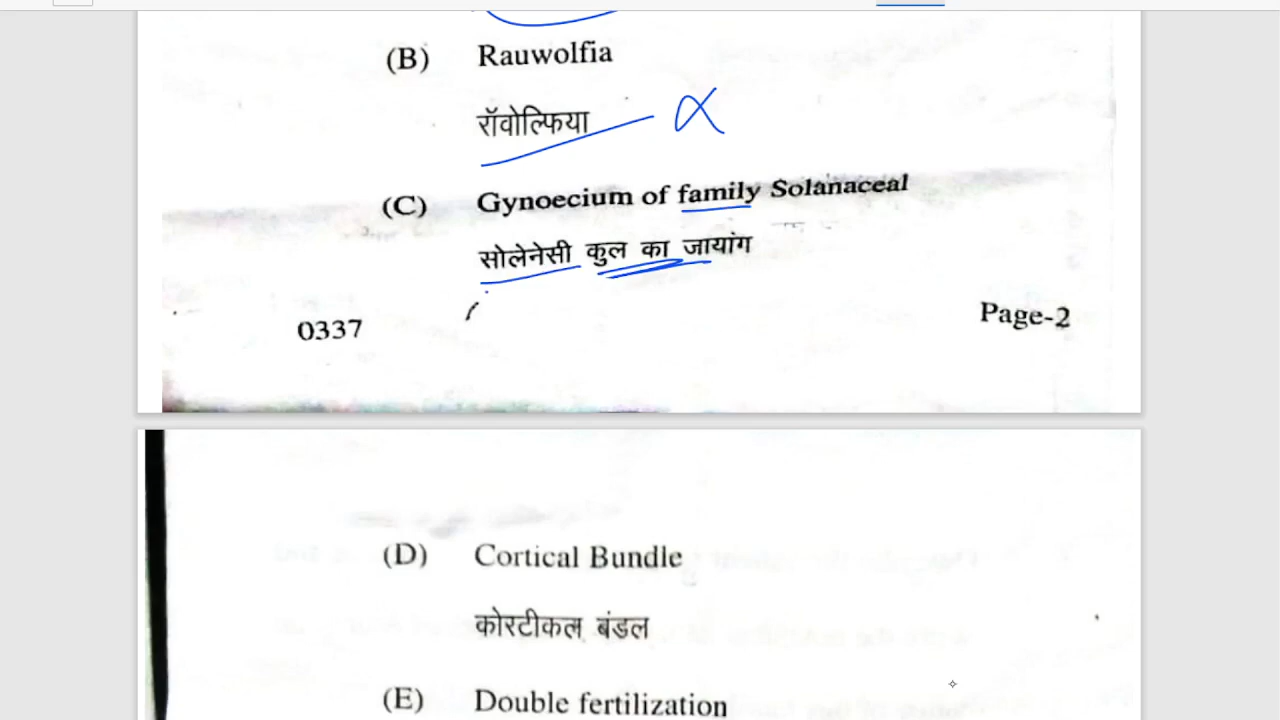 (B) Rauwolfia
रॉवोल्फिया
(C) Gynoecium of family Solanaceal
सोलेनेसी कुल का जायांग
0337 Page-2
(D) Cortical Bundle
कोरटीकल बंडल
(E) Double fertilization